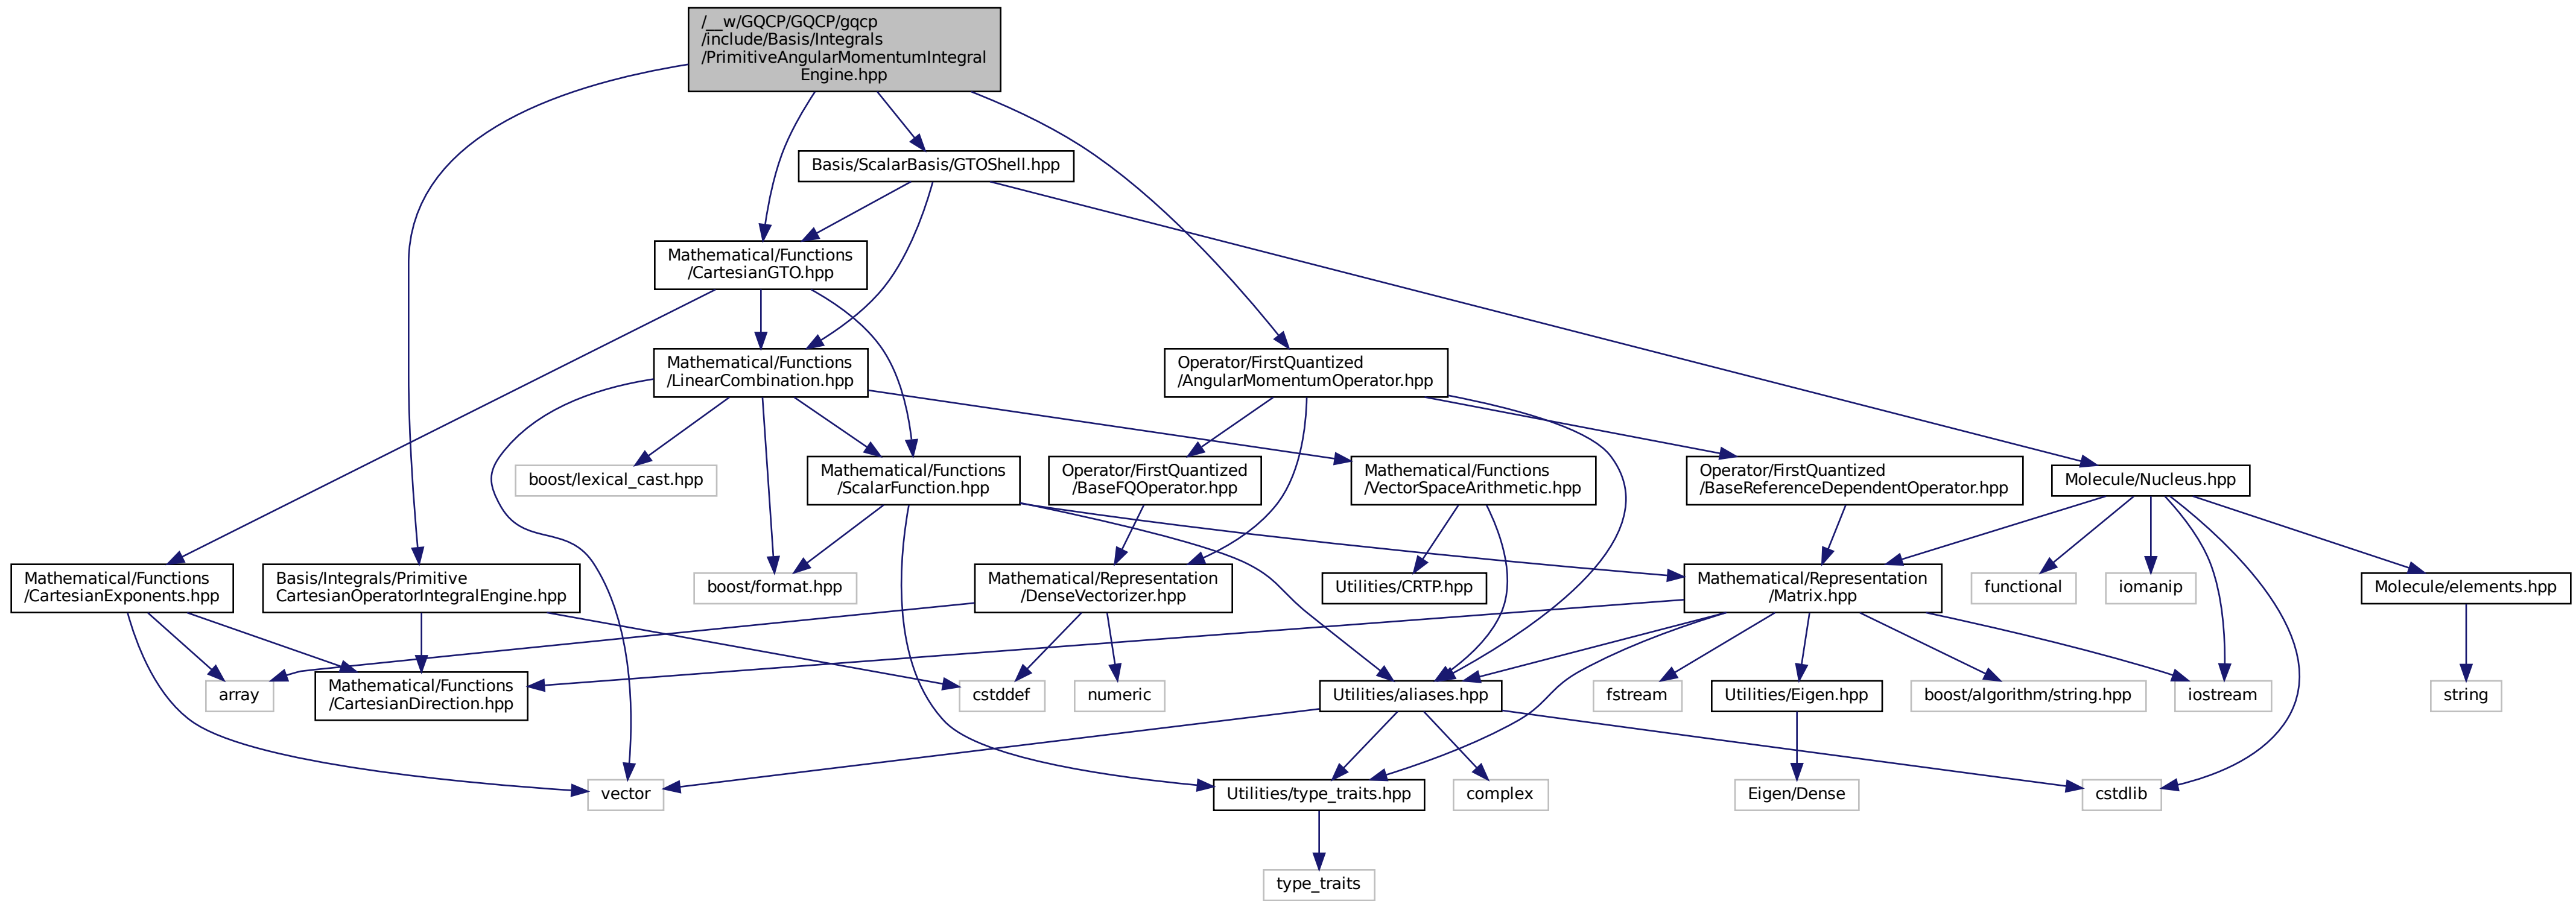 /__w/GQCP/GQCP/gqcp
/include/Basis/Integrals
/PrimitiveAngularMomentumIntegral
Engine.hpp
Basis/ScalarBasis/GTOShell.hpp
Mathematical/Functions
/CartesianGTO.hpp
Mathematical/Functions
/LinearCombination.hpp
Operator/FirstQuantized
/AngularMomentumOperator.hpp
boost/lexical_cast.hpp
Mathematical/Functions
/ScalarFunction.hpp
Operator/FirstQuantized
/BaseFQOperator.hpp
Mathematical/Functions
/VectorSpaceArithmetic.hpp
Operator/FirstQuantized
/BaseReferenceDependentOperator.hpp
Molecule/Nucleus.hpp
Mathematical/Functions
/CartesianExponents.hpp
Basis/Integrals/Primitive
CartesianOperatorIntegralEngine.hpp
boost/format.hpp
Mathematical/Representation
/DenseVectorizer.hpp
Utilities/CRTP.hpp
Mathematical/Representation
/Matrix.hpp
functional
iomanip
Molecule/elements.hpp
array
Mathematical/Functions
/CartesianDirection.hpp
cstddef
numeric
Utilities/aliases.hpp
fstream
Utilities/Eigen.hpp
boost/algorithm/string.hpp
iostream
string
vector
Utilities/type_traits.hpp
complex
Eigen/Dense
cstdlib
type_traits